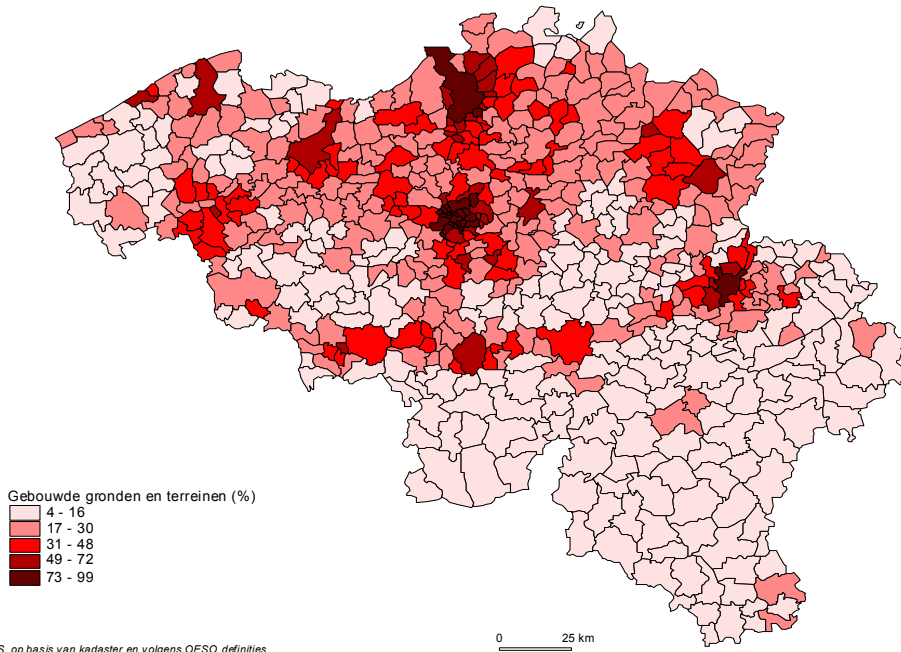 Gebouwde gronden en terreinen (%)
4 - 16
17 - 30
31 - 48
49 - 72
73 - 99
0 25 km
S, op basis van kadaster en volgens OESO definities